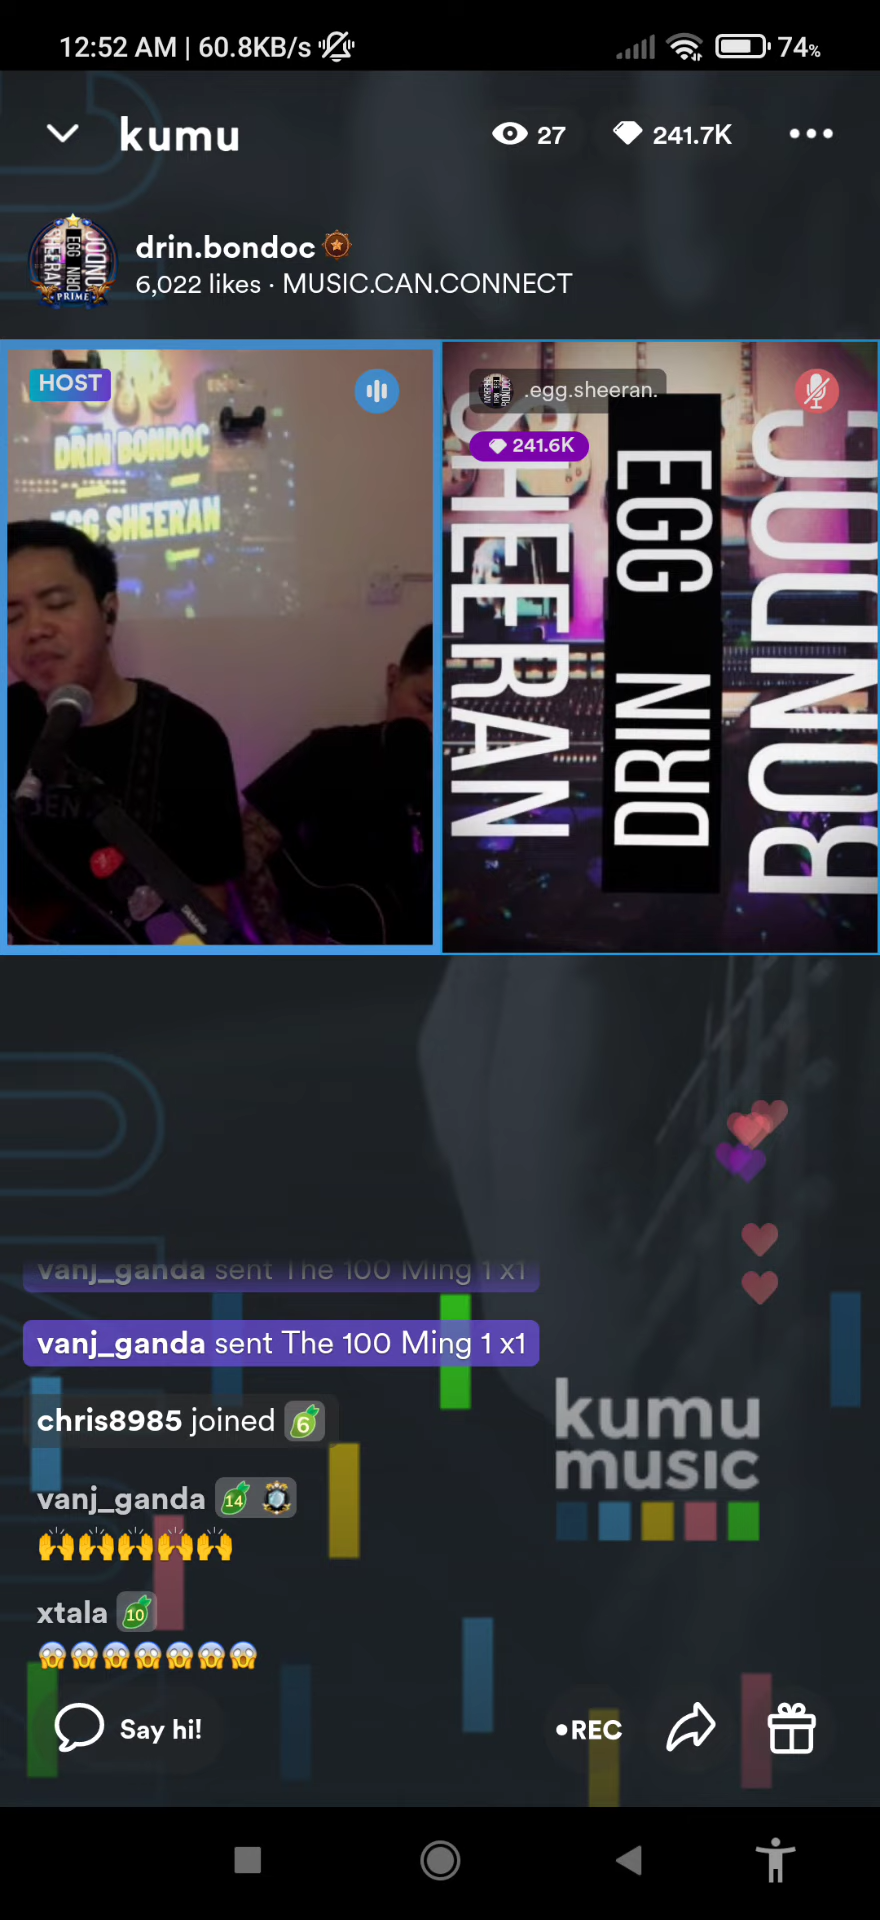 12:52 AM | 60.8KB/s
74%
kumu
27
241.7K
drin.bondoc
6,022 likes · MUSIC.CAN.CONNECT
PRIME
HOST
DRIN BONDOC
EGG SHEERAN
.egg.sheeran.
241.6K
SHEERAN
EGG DRIN
BONDOC
vanj_ganda sent The 100 Ming 1 x1
vanj_ganda sent The 100 Ming 1 x1
chris8985 joined 6
vanj_ganda 14
🙌🙌🙌🙌🙌
xtala 10
😱😱😱😱😱😱😱
kumu
music
Say hi!
•REC